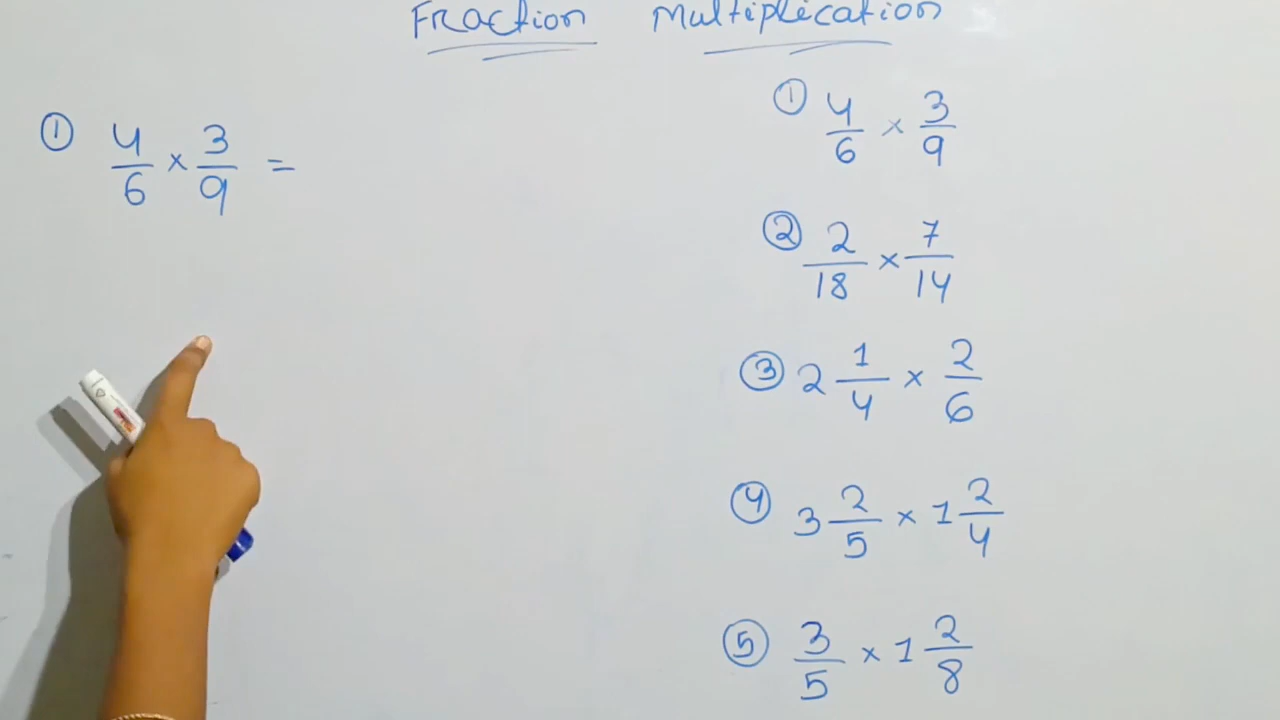 Fraction Multiplication
① 4/6 × 3/9 =
① 4/6 × 3/9
② 2/18 × 7/14
③ 2 1/4 × 2/6
④ 3 2/5 × 1 2/4
⑤ 3/5 × 1 2/8